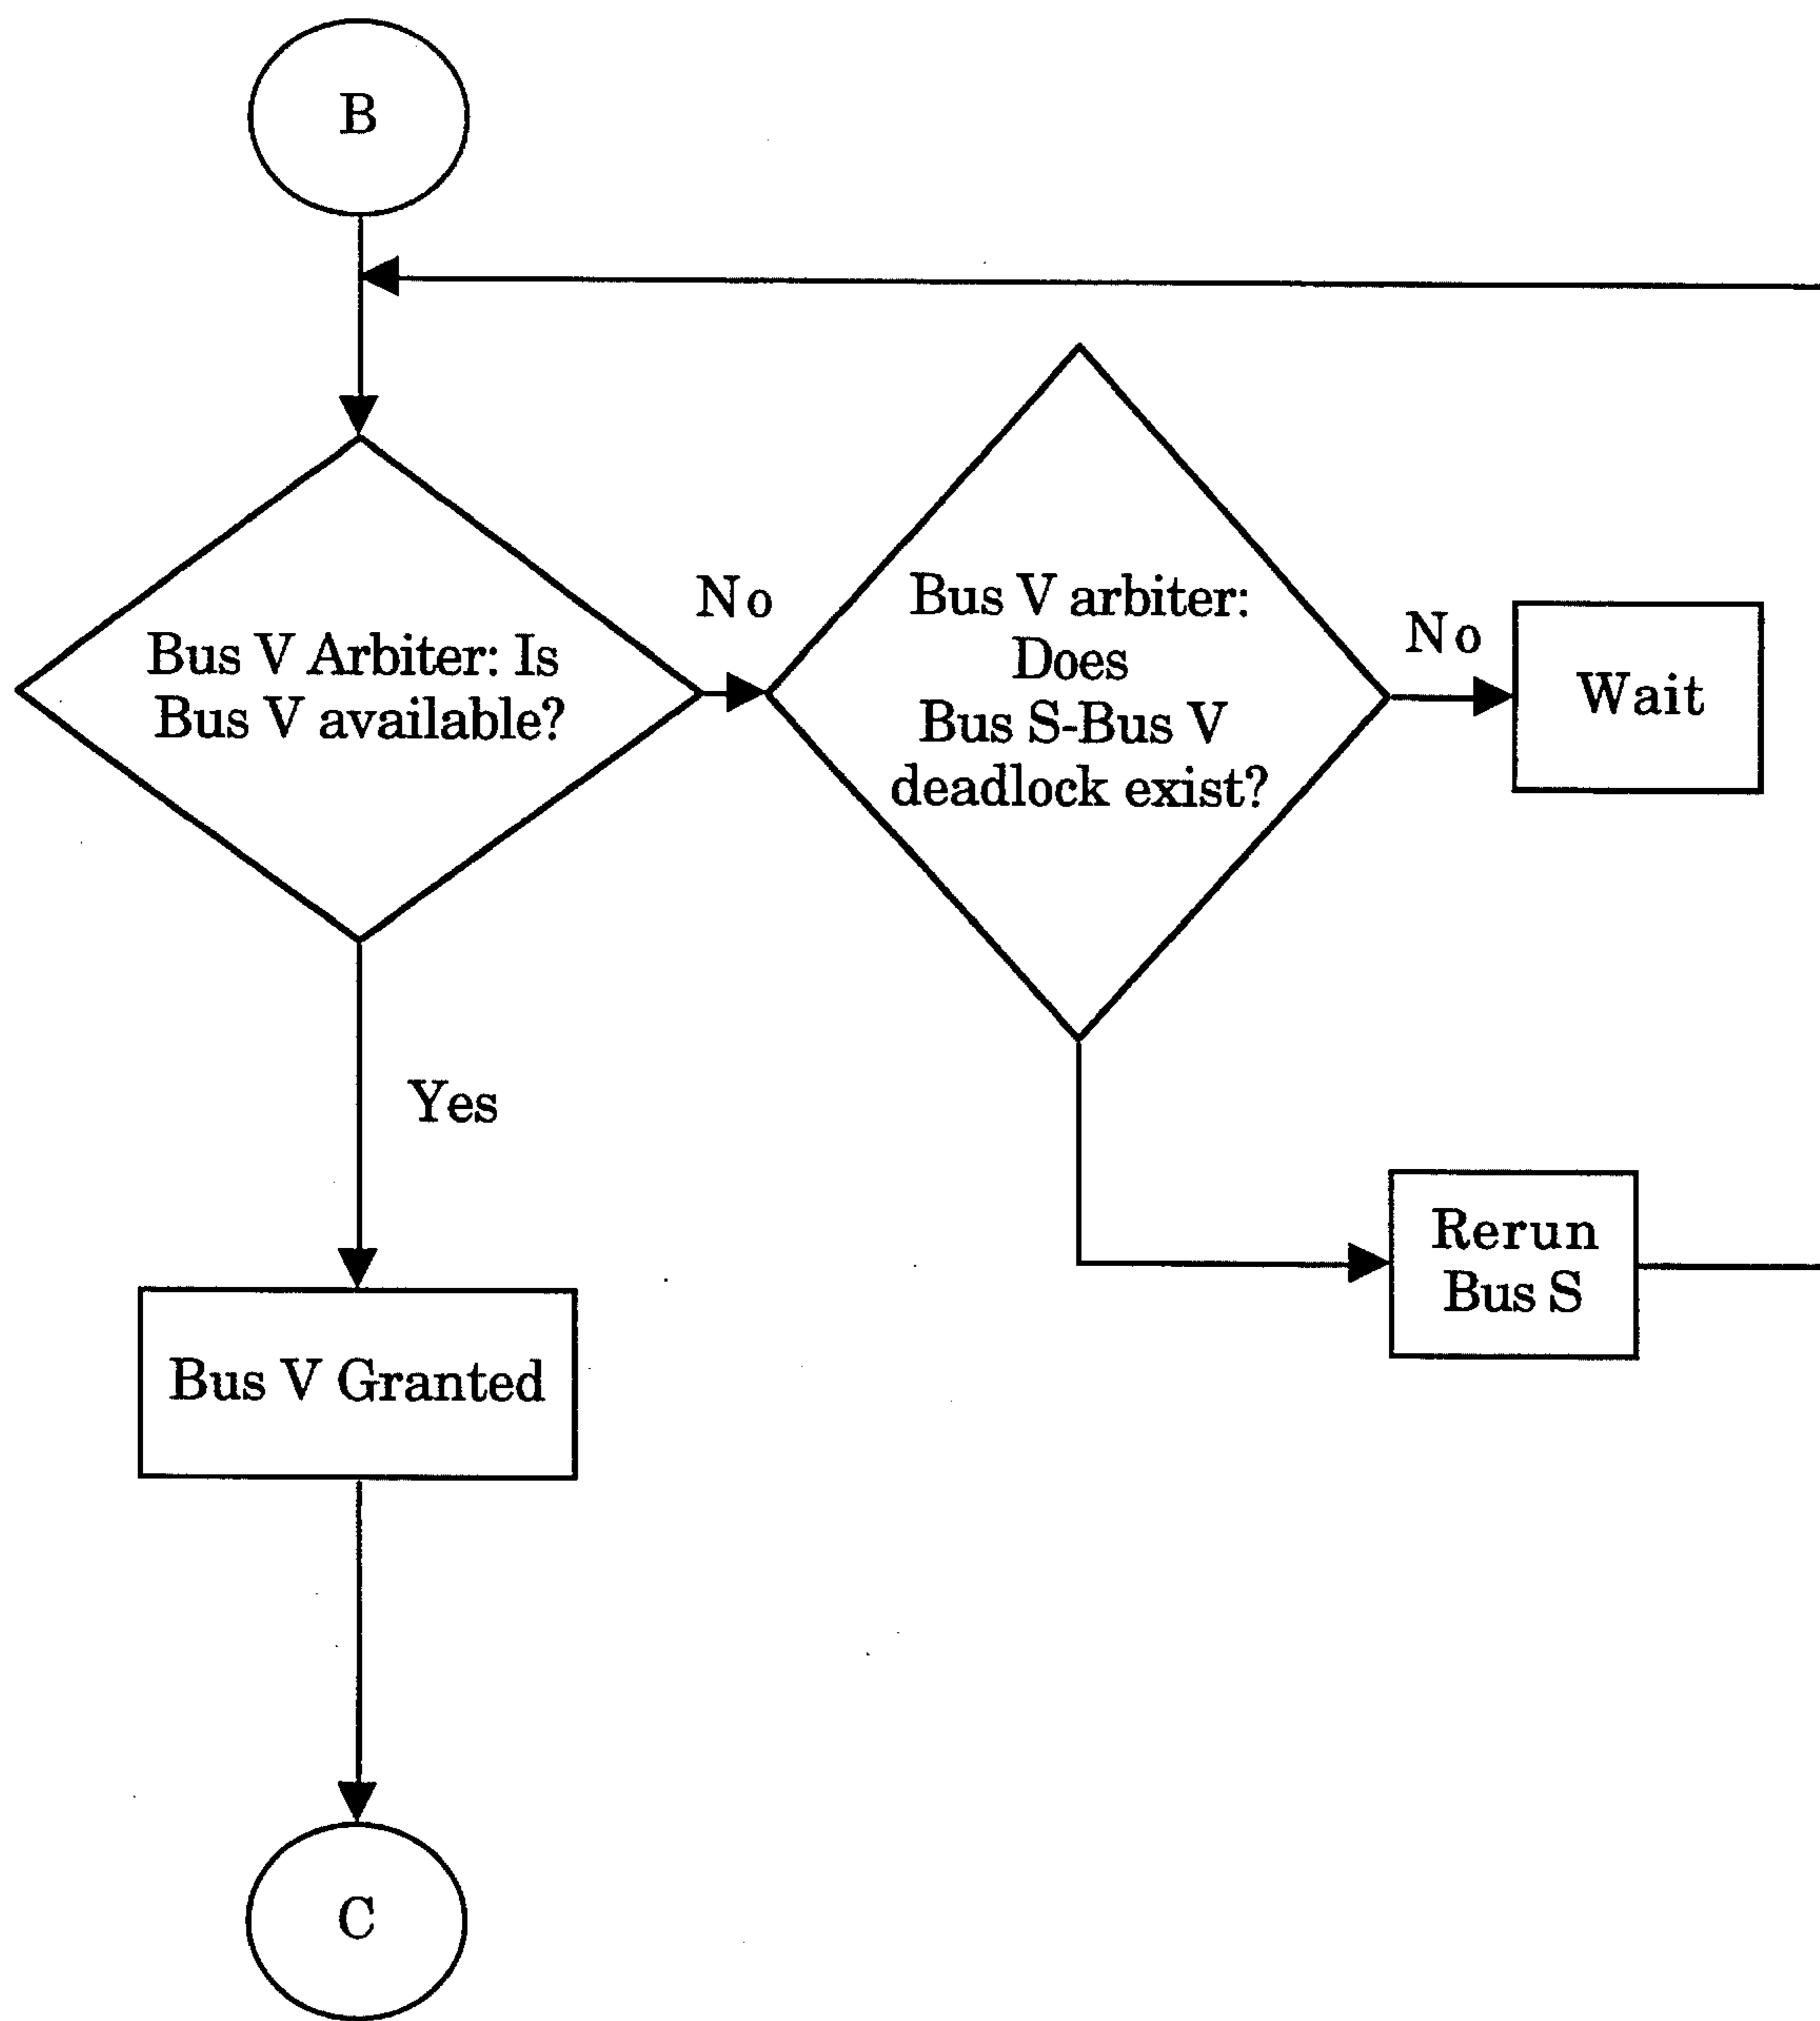 B
No
Bus V Arbiter: Is
Bus V available?
Bus V arbiter:
Does
Bus S-Bus V
deadlock exist?
No
Wait
Yes
Rerun
Bus S
Bus V Granted
C